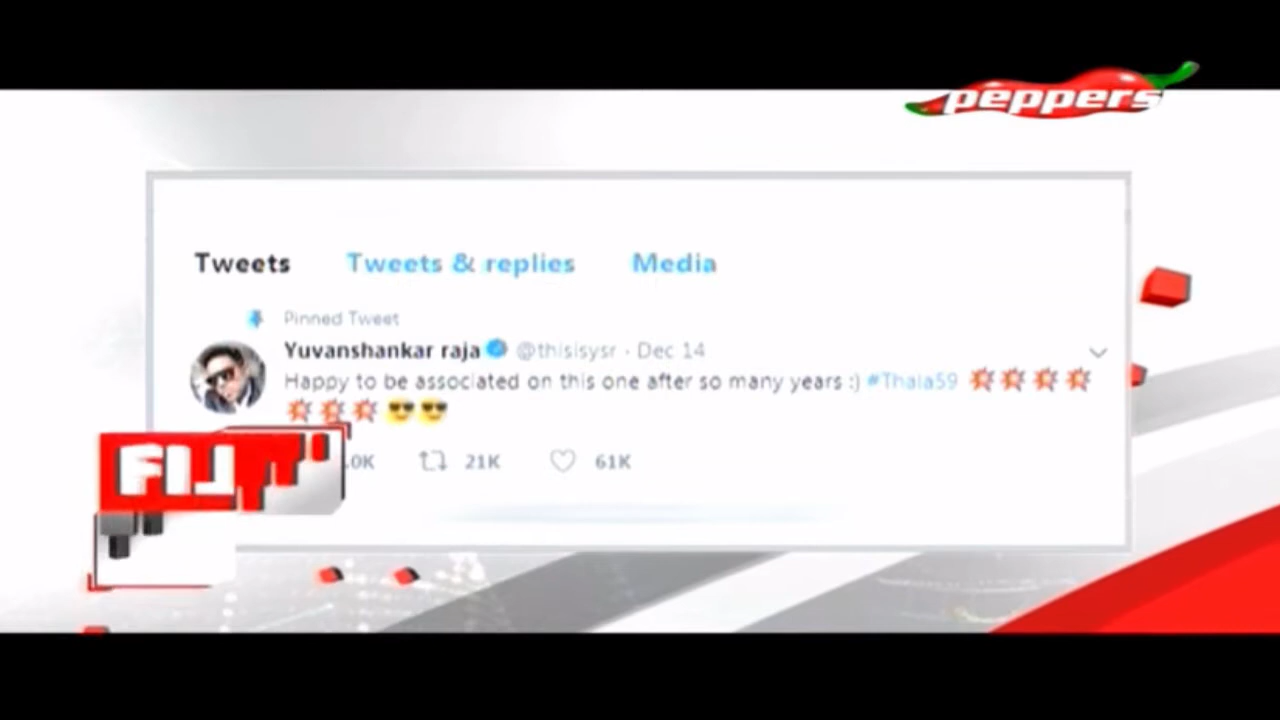 peppers
Tweets Tweets & replies Media
Pinned Tweet
Yuvanshankar raja @thisisysr · Dec 14
Happy to be associated on this one after so many years :) #Thala59 💥💥💥💥
💥💥💥😎😎
.0K 21K 61K